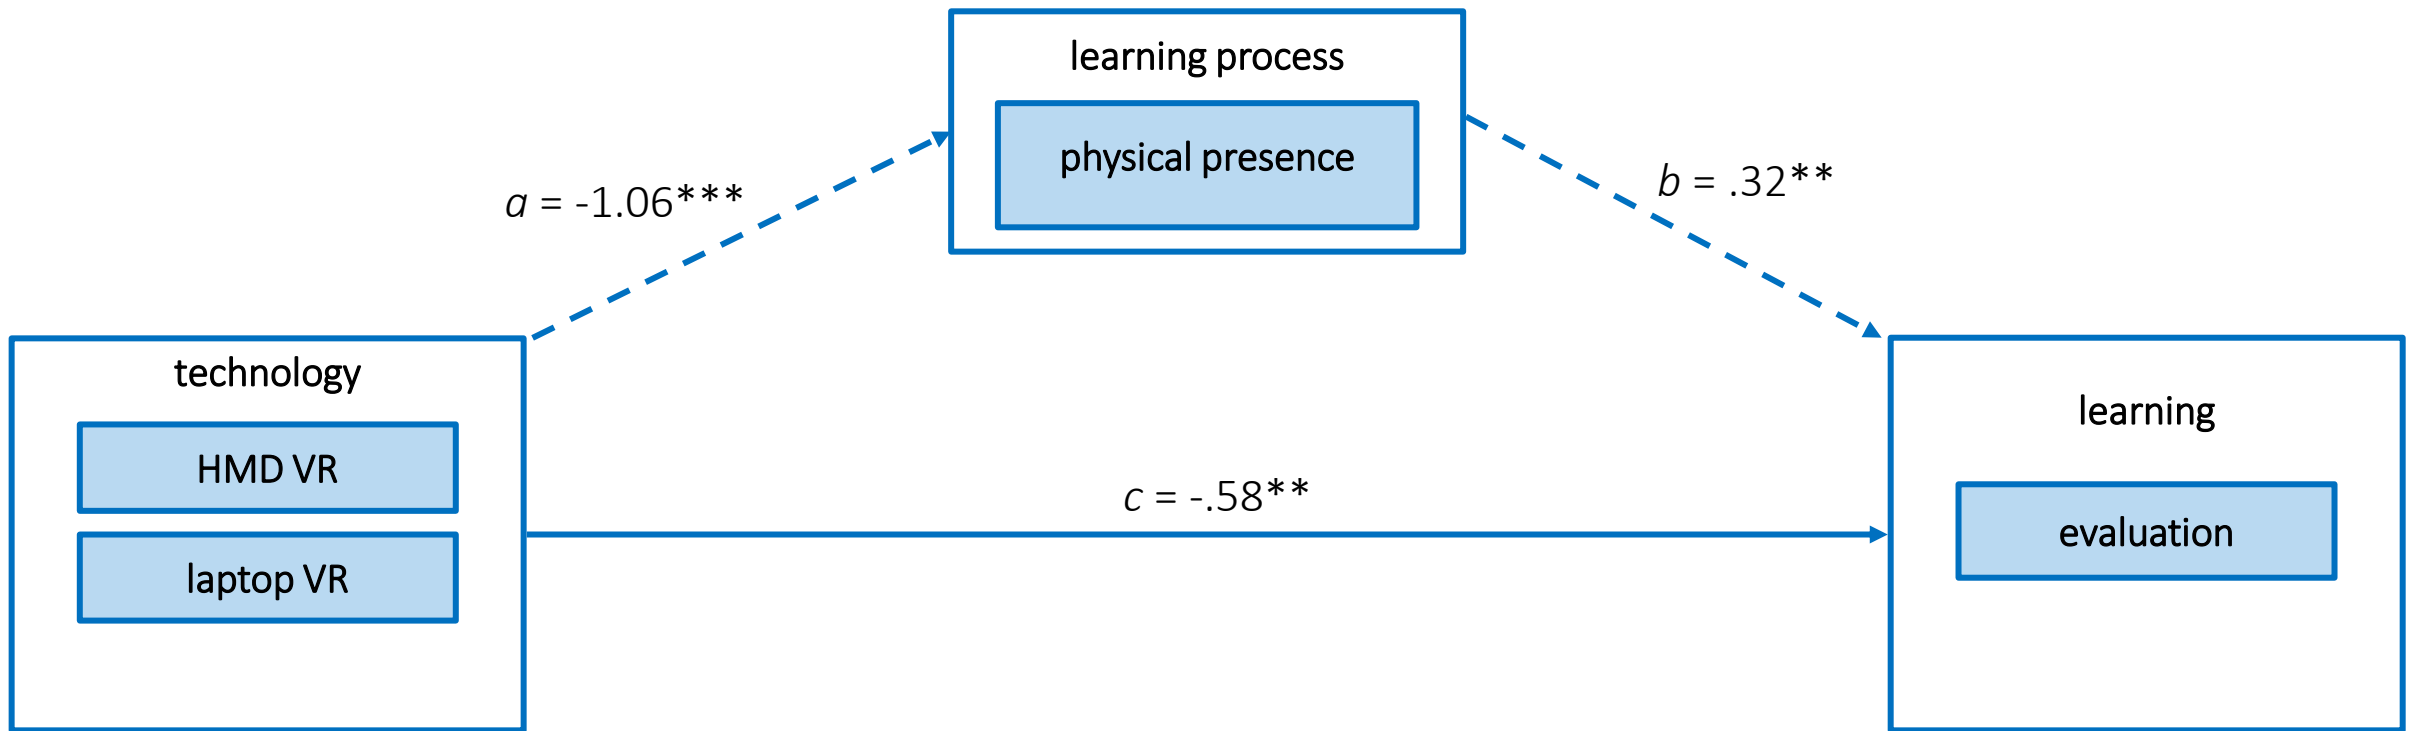 learning process
physical presence
a = -1.06***
b = .32**
technology
HMD VR
laptop VR
c = -.58**
learning
evaluation